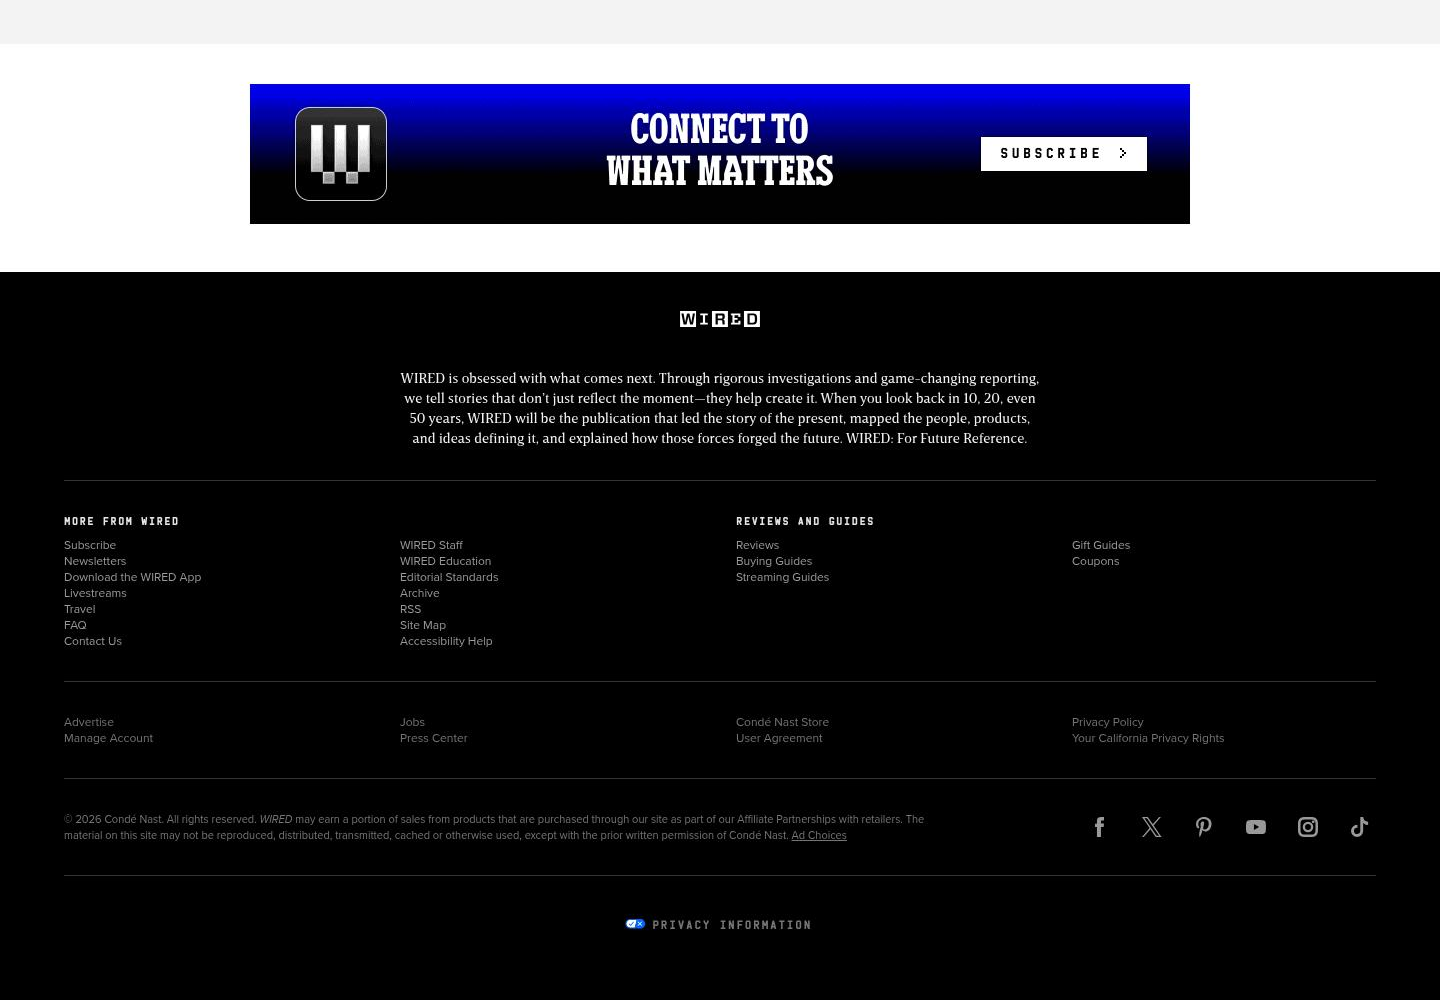 CONNECT TO
WHAT MATTERS
SUBSCRIBE
WIRED
WIRED is obsessed with what comes next. Through rigorous investigations and game-changing reporting,
we tell stories that don't just reflect the moment—they help create it. When you look back in 10, 20, even
50 years, WIRED will be the publication that led the story of the present, mapped the people, products,
and ideas defining it, and explained how those forces forged the future. WIRED: For Future Reference.
MORE FROM WIRED
Subscribe
Newsletters
Download the WIRED App
Livestreams
Travel
FAQ
Contact Us
WIRED Staff
WIRED Education
Editorial Standards
Archive
RSS
Site Map
Accessibility Help
REVIEWS AND GUIDES
Reviews
Buying Guides
Streaming Guides
Gift Guides
Coupons
Advertise
Manage Account
Jobs
Press Center
Condé Nast Store
User Agreement
Privacy Policy
Your California Privacy Rights
© 2026 Condé Nast. All rights reserved. WIRED may earn a portion of sales from products that are purchased through our site as part of our Affiliate Partnerships with retailers. The
material on this site may not be reproduced, distributed, transmitted, cached or otherwise used, except with the prior written permission of Condé Nast. Ad Choices
PRIVACY INFORMATION